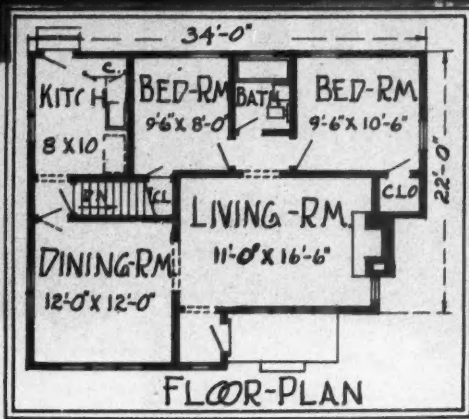 34'-0"
C.
KITCH
8 X 10
BED-RM.
9'-6" X 8'-0"
BATH
BED-RM.
9'-6" X 10'-6"
22'-0"
DN.
CL
CLO
LIVING-RM.
11'-0" X 16'-6"
DINING-RM.
12'-0" X 12'-0"
FLOOR-PLAN